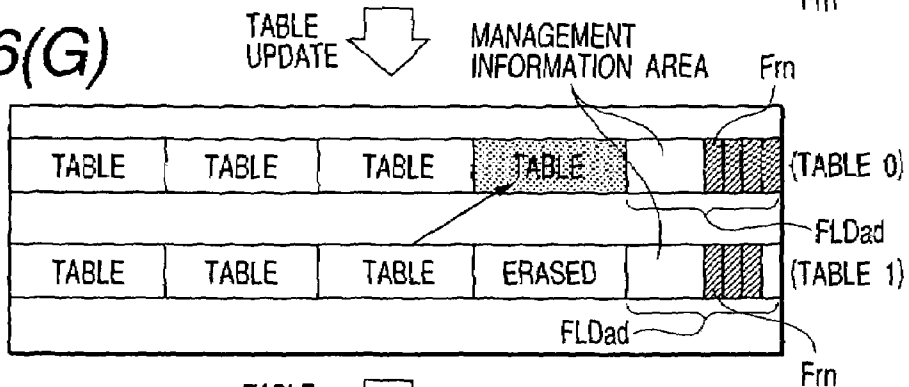 Frn
6(G)
TABLE
UPDATE
MANAGEMENT
INFORMATION AREA
Frn
TABLE TABLE TABLE TABLE (TABLE 0)
FLDad
TABLE TABLE TABLE ERASED (TABLE 1)
FLDad
Frn
TABLE